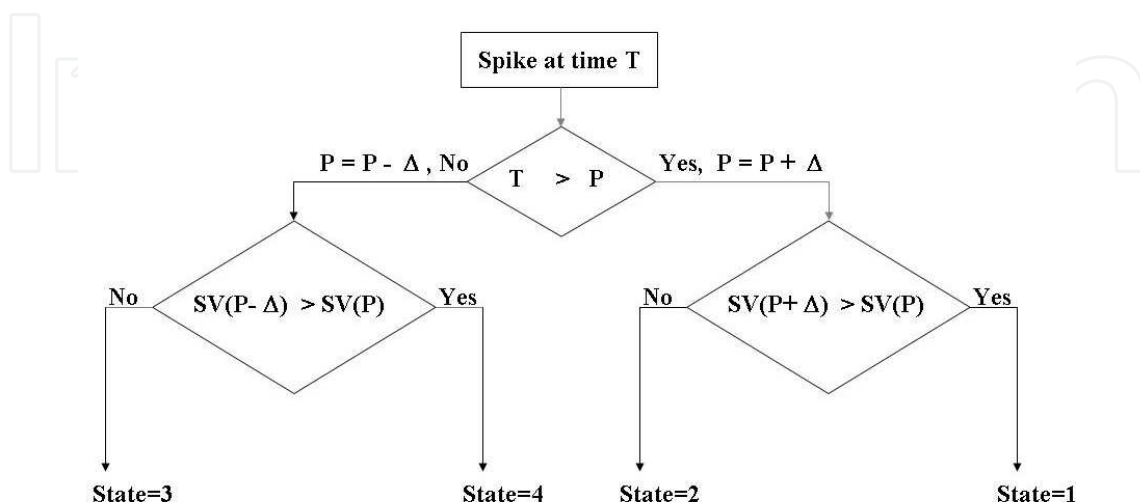 Spike at time T
P = P - Δ , No
T > P
Yes, P = P + Δ
No
SV(P- Δ) > SV(P)
Yes
No
SV(P+ Δ) > SV(P)
Yes
State=3
State=4
State=2
State=1